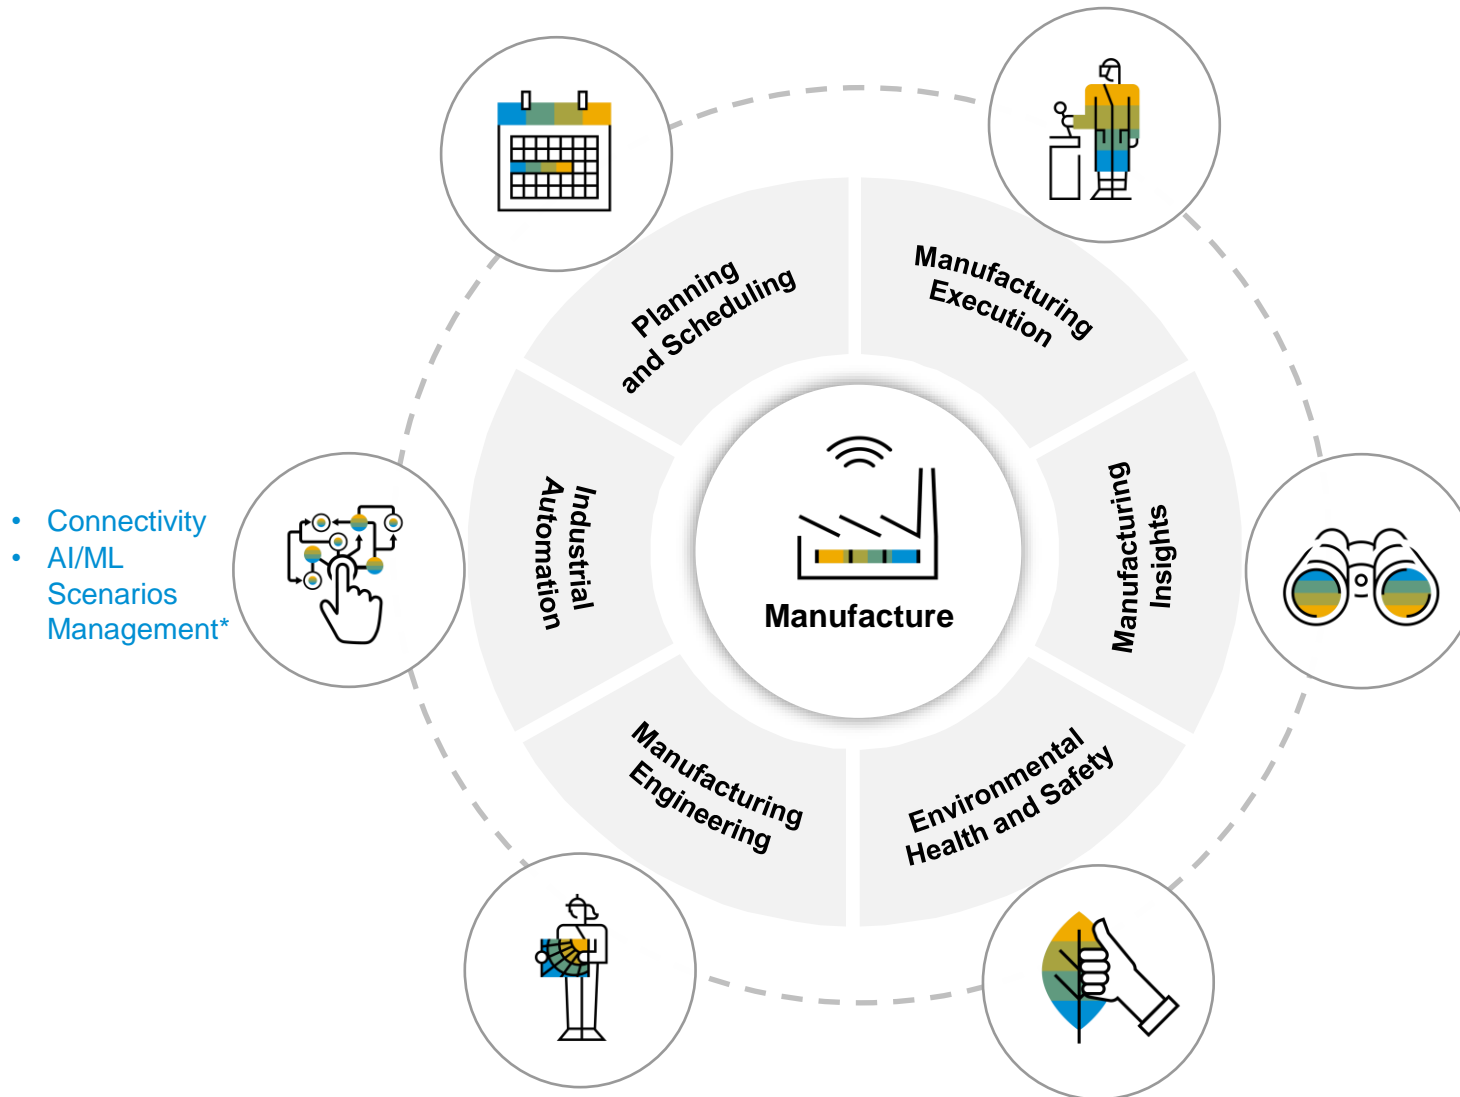 Planning
and Scheduling
Manufacturing
Execution
Manufacturing
Insights
Environmental
Health and Safety
Manufacturing
Engineering
Industrial
Automation
Manufacture
• Connectivity
• AI/ML
Scenarios
Management*